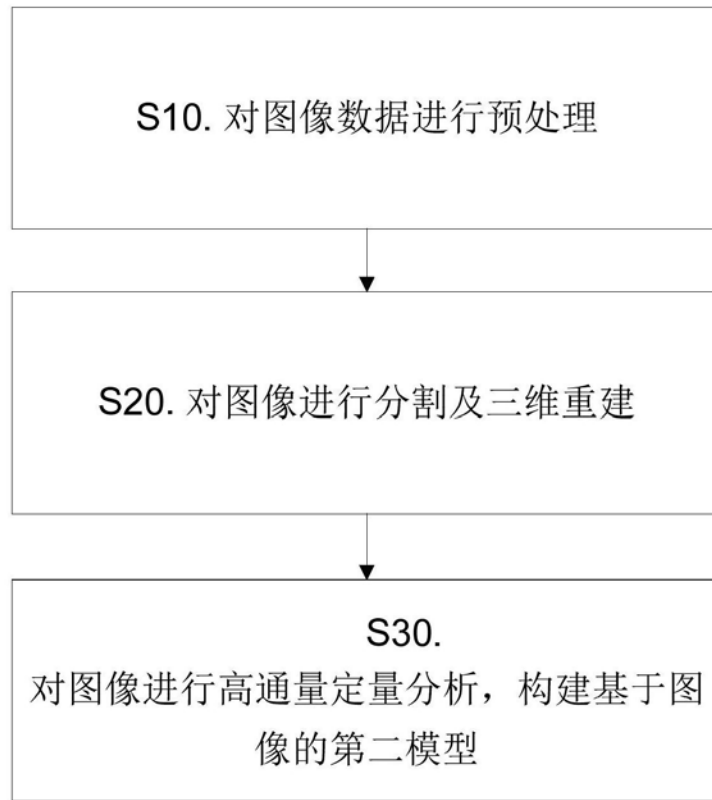 S10. 对图像数据进行预处理
S20. 对图像进行分割及三维重建
S30.
对图像进行高通量定量分析，构建基于图
像的第二模型